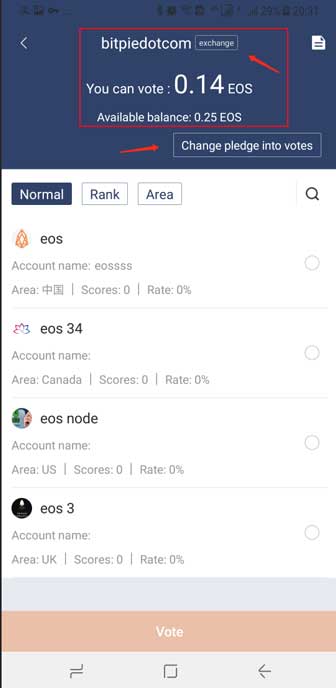 29% 20:31
bitpiedotcom exchange
You can vote : 0.14 EOS
Available balance: 0.25 EOS
Change pledge into votes
Normal Rank Area
eos
Account name: eossss
Area: 中国 | Scores: 0 | Rate: 0%
eos 34
Account name:
Area: Canada | Scores: 0 | Rate: 0%
eos node
Account name:
Area: US | Scores: 0 | Rate: 0%
eos 3
Account name:
Area: UK | Scores: 0 | Rate: 0%
Vote